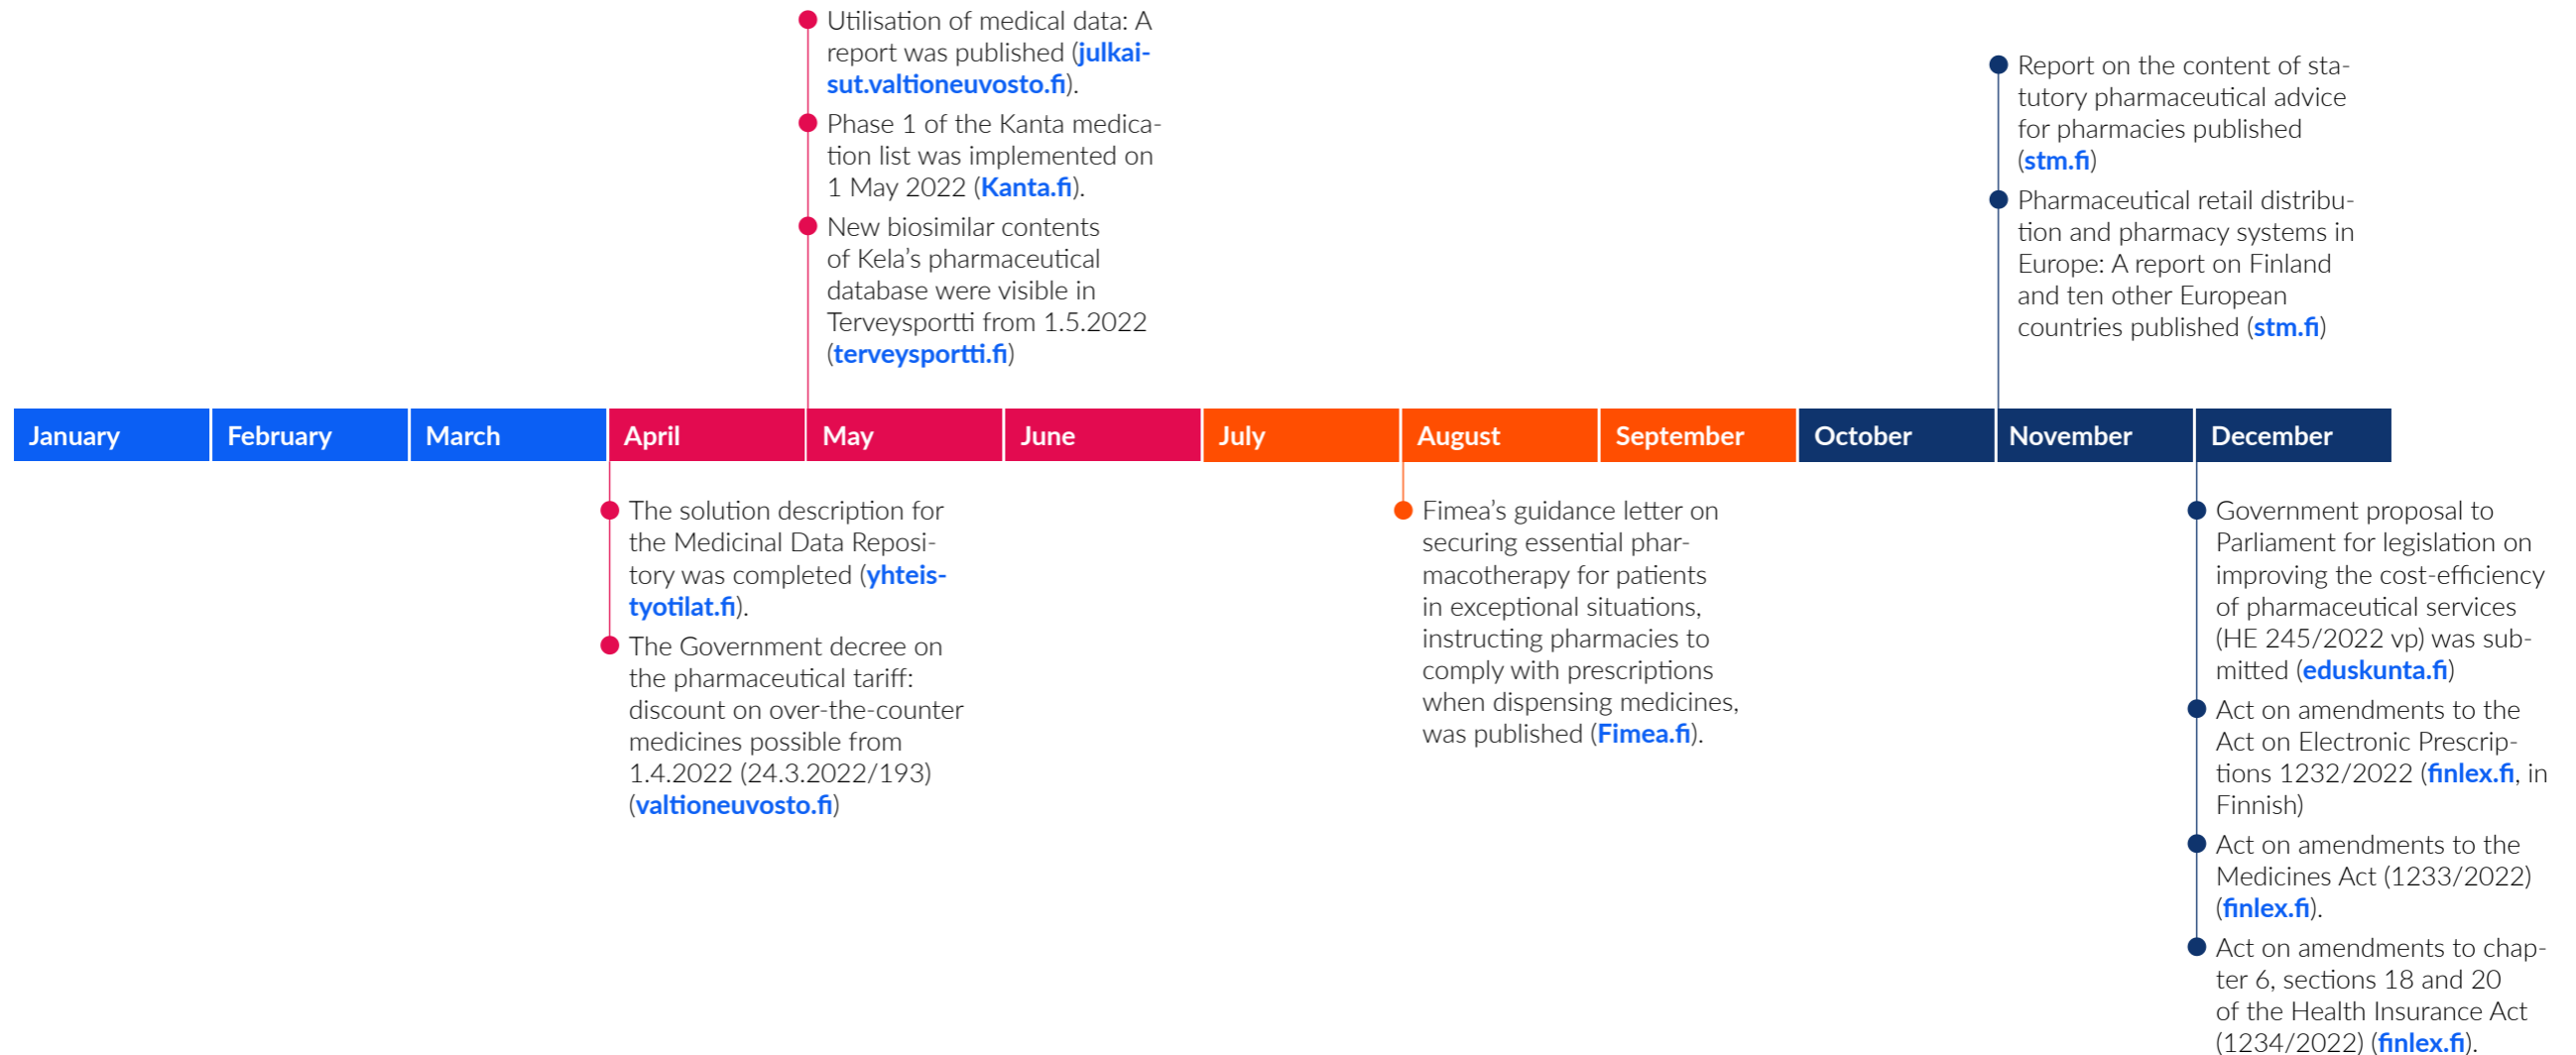 Utilisation of medical data: A
report was published (julkai-
sut.valtioneuvosto.fi).
Phase 1 of the Kanta medica-
tion list was implemented on
1 May 2022 (Kanta.fi).
New biosimilar contents
of Kela’s pharmaceutical
database were visible in
Terveysportti from 1.5.2022
(terveysportti.fi)
Report on the content of sta-
tutory pharmaceutical advice
for pharmacies published
(stm.fi)
Pharmaceutical retail distribu-
tion and pharmacy systems in
Europe: A report on Finland
and ten other European
countries published (stm.fi)
January February March April May June July August September October November December
The solution description for
the Medicinal Data Reposi-
tory was completed (yhteis-
tyotilat.fi).
The Government decree on
the pharmaceutical tariff:
discount on over-the-counter
medicines possible from
1.4.2022 (24.3.2022/193)
(valtioneuvosto.fi)
Fimea’s guidance letter on
securing essential phar-
macotherapy for patients
in exceptional situations,
instructing pharmacies to
comply with prescriptions
when dispensing medicines,
was published (Fimea.fi).
Government proposal to
Parliament for legislation on
improving the cost-efficiency
of pharmaceutical services
(HE 245/2022 vp) was sub-
mitted (eduskunta.fi)
Act on amendments to the
Act on Electronic Prescrip-
tions 1232/2022 (finlex.fi, in
Finnish)
Act on amendments to the
Medicines Act (1233/2022)
(finlex.fi).
Act on amendments to chap-
ter 6, sections 18 and 20
of the Health Insurance Act
(1234/2022) (finlex.fi).